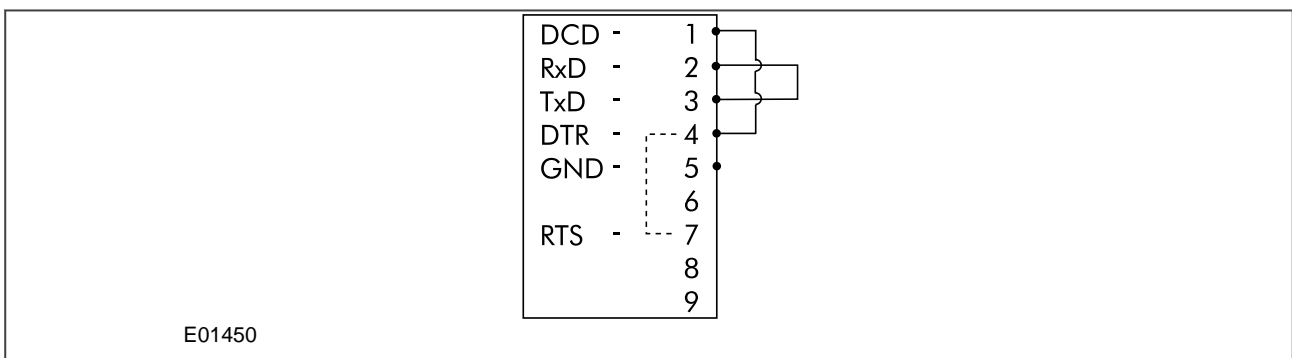 DCD - 1
RxD - 2
TxD - 3
DTR - 4
GND - 5
6
RTS - 7
8
9
E01450